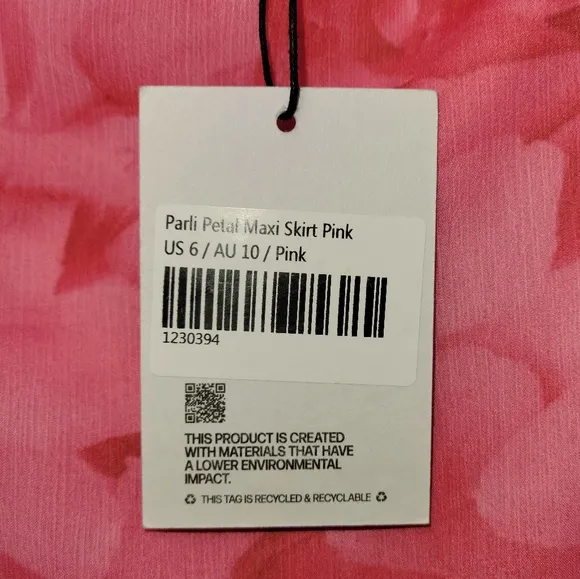 Parli Petal Maxi Skirt Pink
US 6 / AU 10 / Pink
1230394
THIS PRODUCT IS CREATED
WITH MATERIALS THAT HAVE
A LOWER ENVIRONMENTAL
IMPACT.
♻ THIS TAG IS RECYCLED & RECYCLABLE ♻